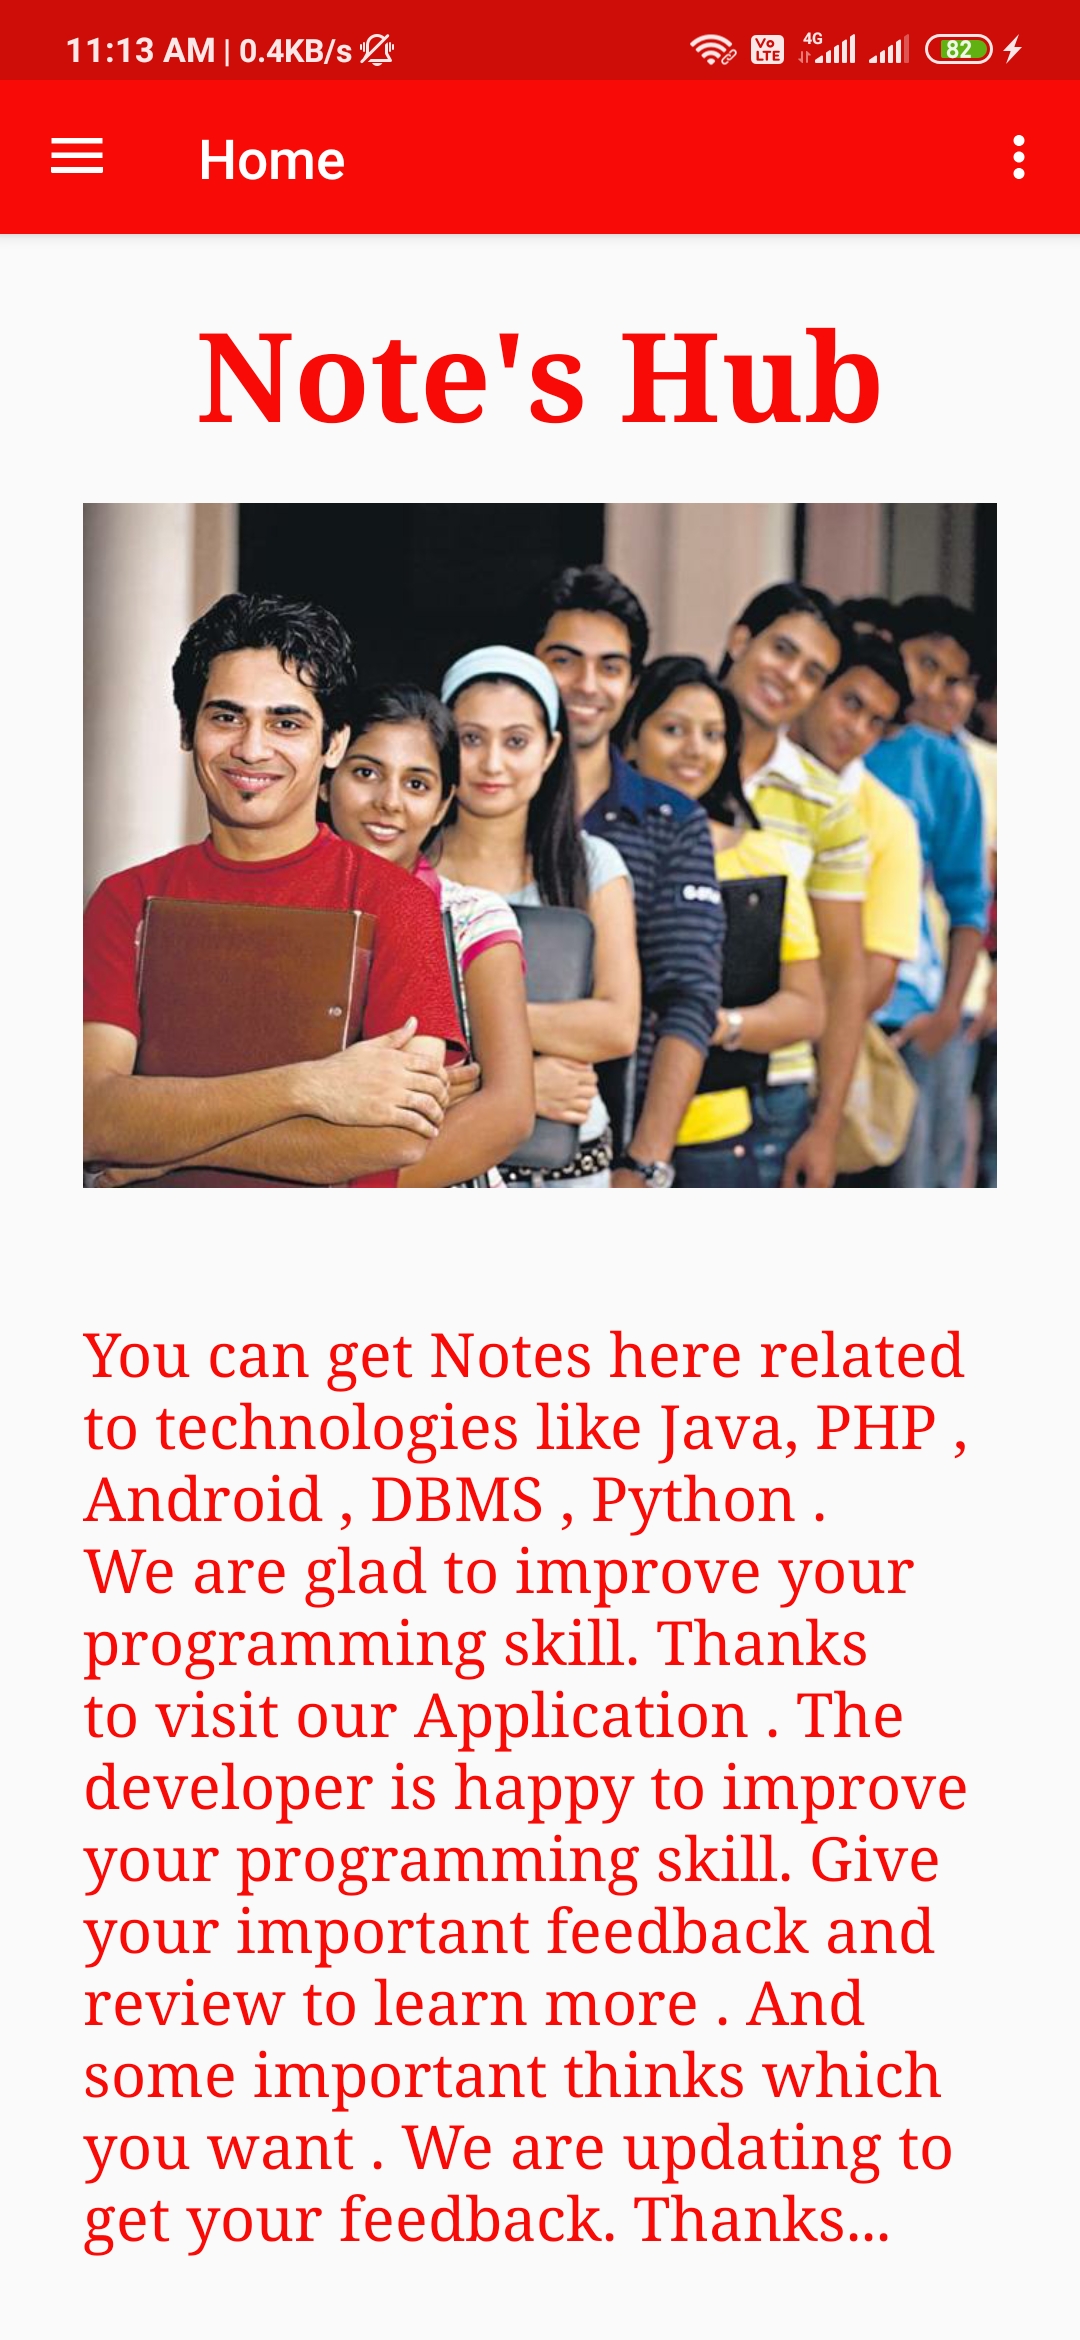 11:13 AM | 0.4KB/s
Vo
LTE
4G
82
Home
Note's Hub
You can get Notes here related
to technologies like Java, PHP ,
Android , DBMS , Python .
We are glad to improve your
programming skill. Thanks
to visit our Application . The
developer is happy to improve
your programming skill. Give
your important feedback and
review to learn more . And
some important thinks which
you want . We are updating to
get your feedback. Thanks...